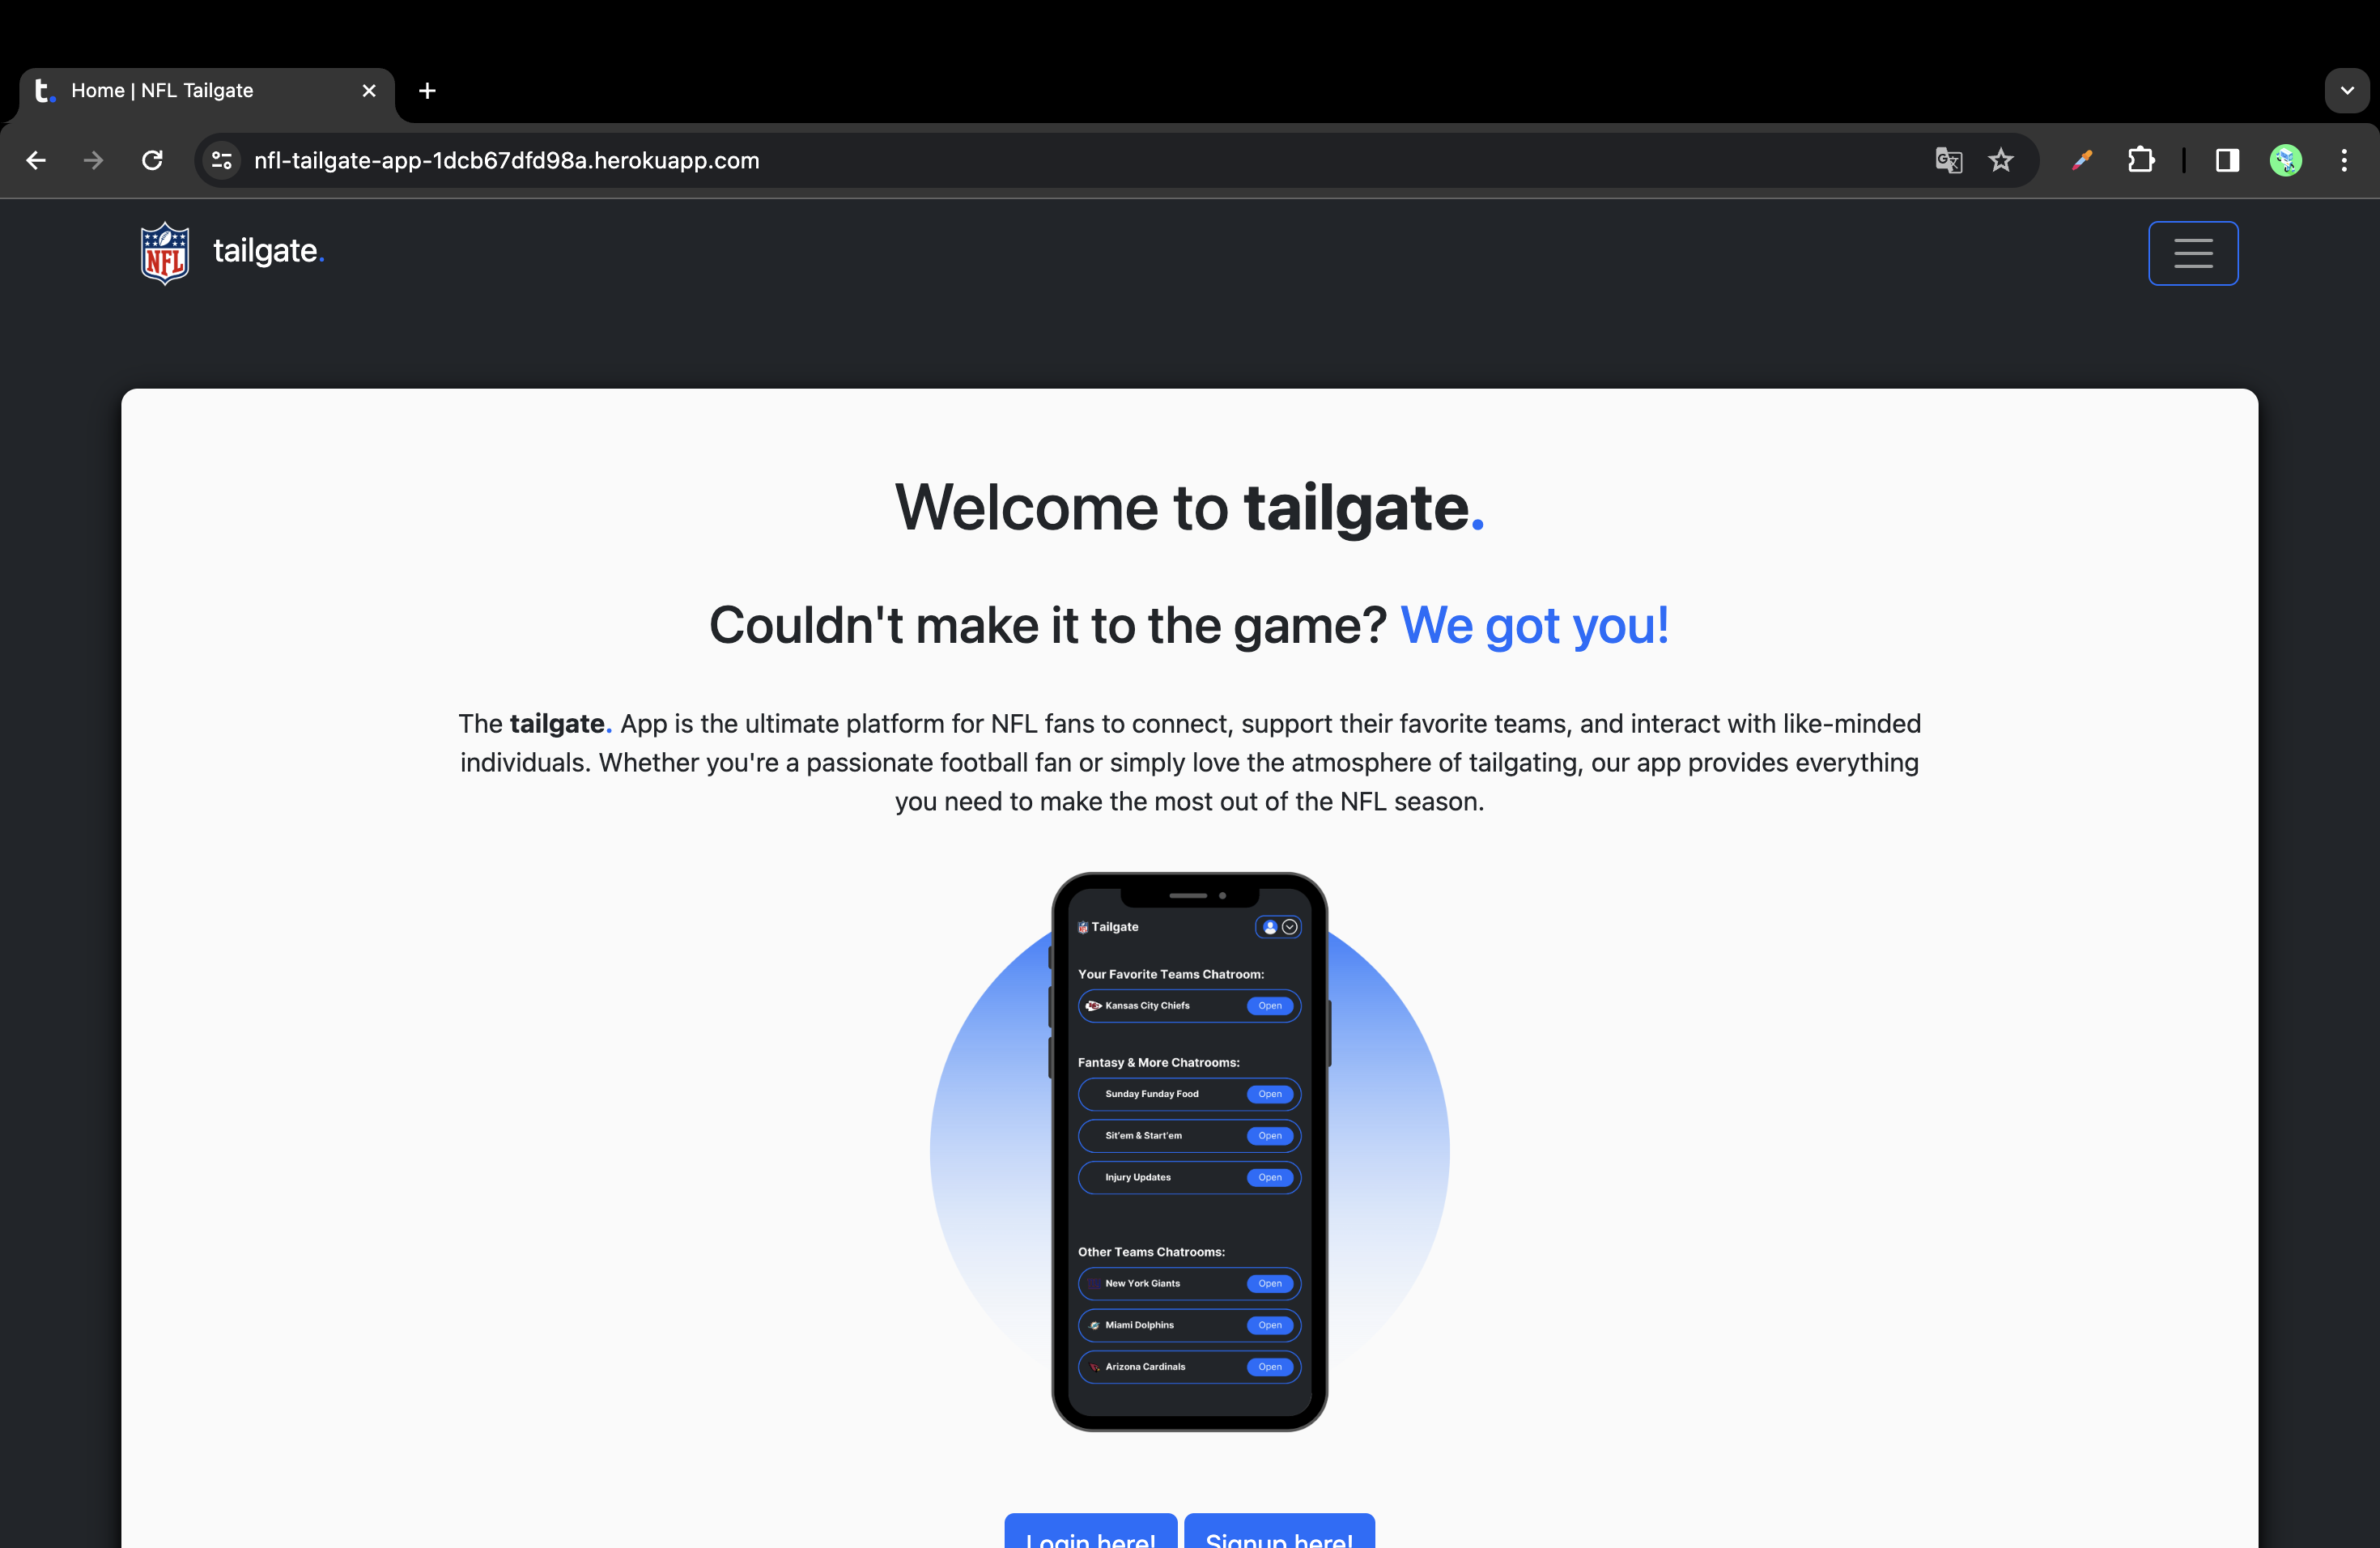 t. Home | NFL Tailgate
nfl-tailgate-app-1dcb67dfd98a.herokuapp.com
NFL tailgate.
Welcome to tailgate.
Couldn't make it to the game? We got you!
The tailgate. App is the ultimate platform for NFL fans to connect, support their favorite teams, and interact with like-minded
individuals. Whether you're a passionate football fan or simply love the atmosphere of tailgating, our app provides everything
you need to make the most out of the NFL season.
Tailgate
Your Favorite Teams Chatroom:
Kansas City Chiefs Open
Fantasy & More Chatrooms:
Sunday Funday Food Open
Sit'em & Start'em Open
Injury Updates Open
Other Teams Chatrooms:
New York Giants Open
Miami Dolphins Open
Arizona Cardinals Open
Login here! Signup here!